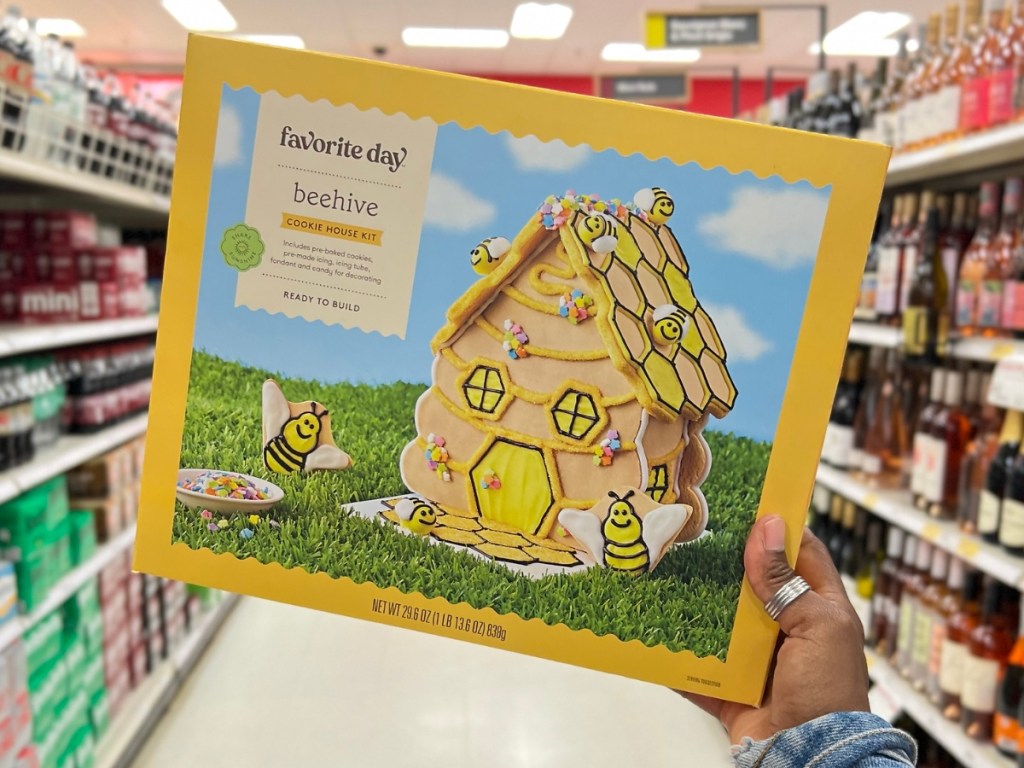 favorite day
beehive
COOKIE HOUSE KIT
Includes pre-baked cookies,
pre-made icing, icing tube,
fondant and candy for decorating
READY TO BUILD
NET WT 29.6 OZ (1 LB 13.6 OZ) 839g
mini